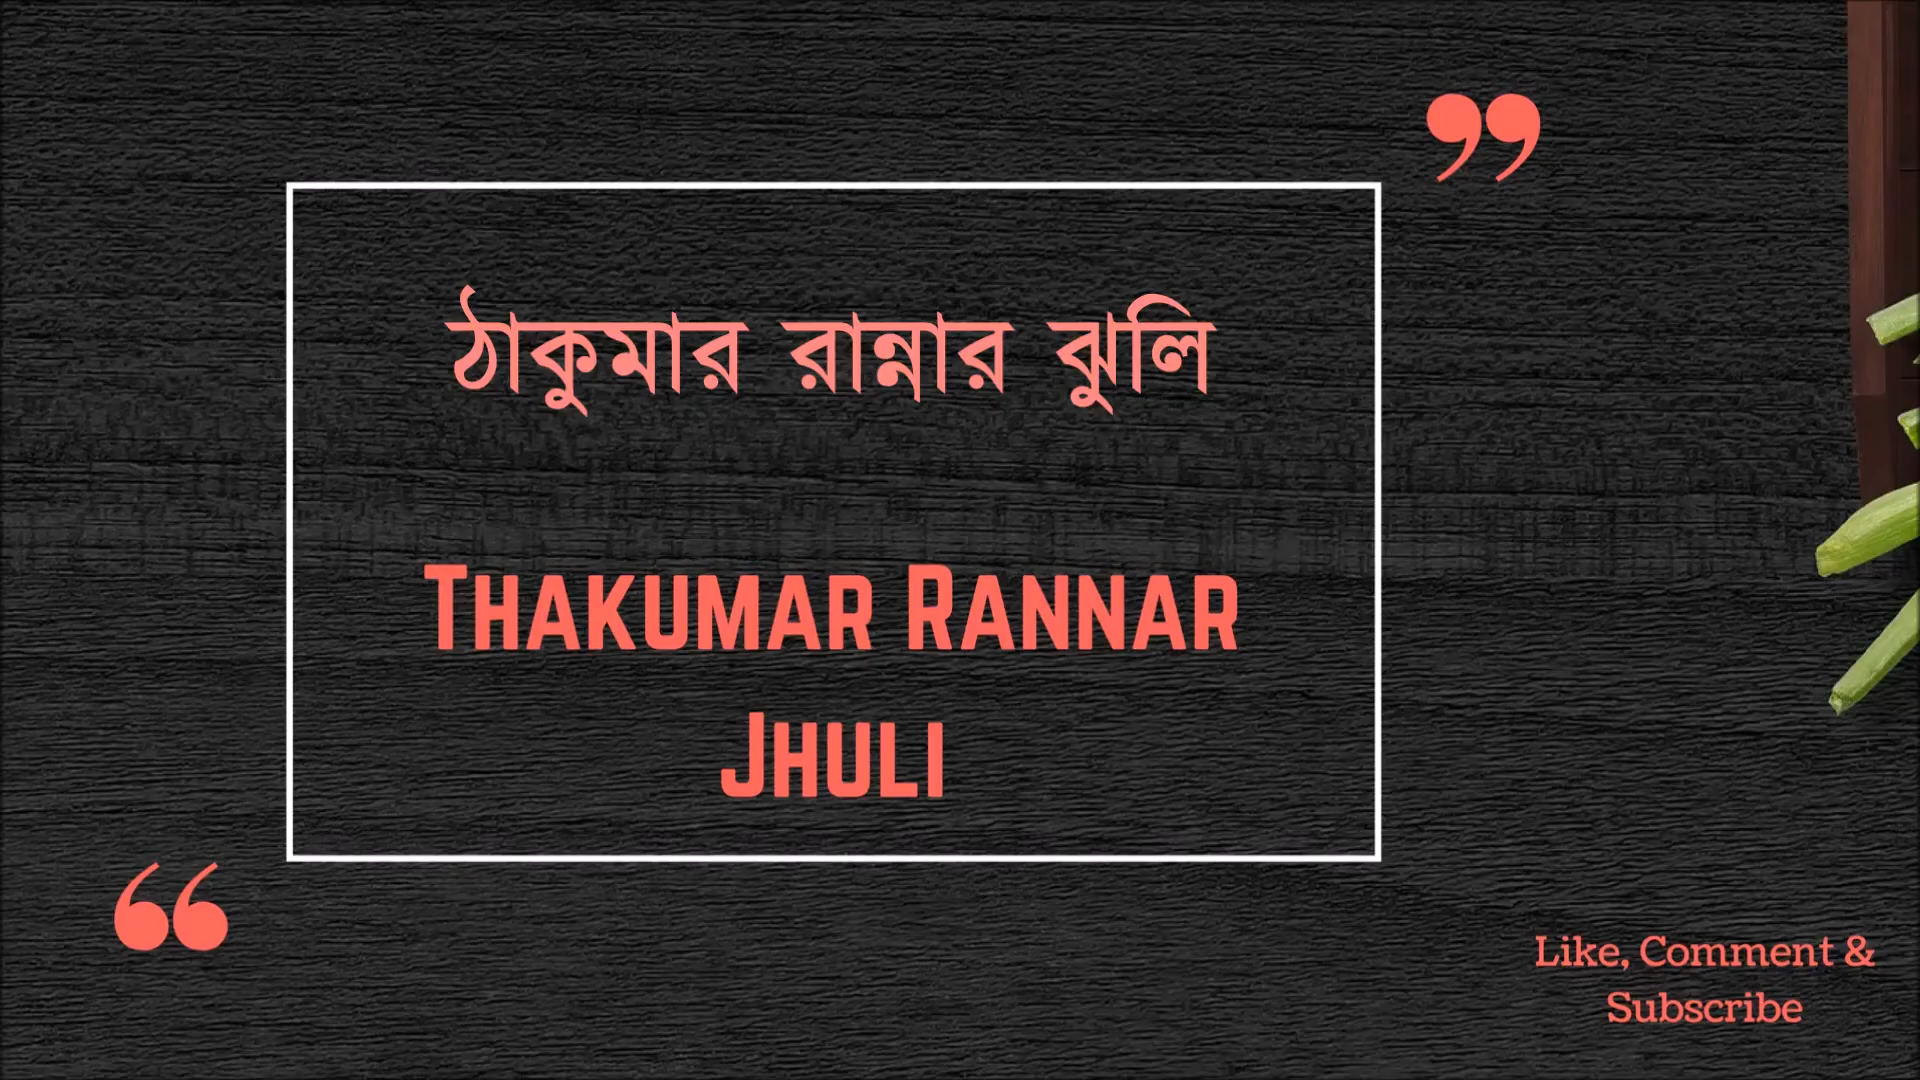 ঠাকুমার রান্নার ঝুলি
Thakumar Rannar
Jhuli
Like, Comment &
Subscribe